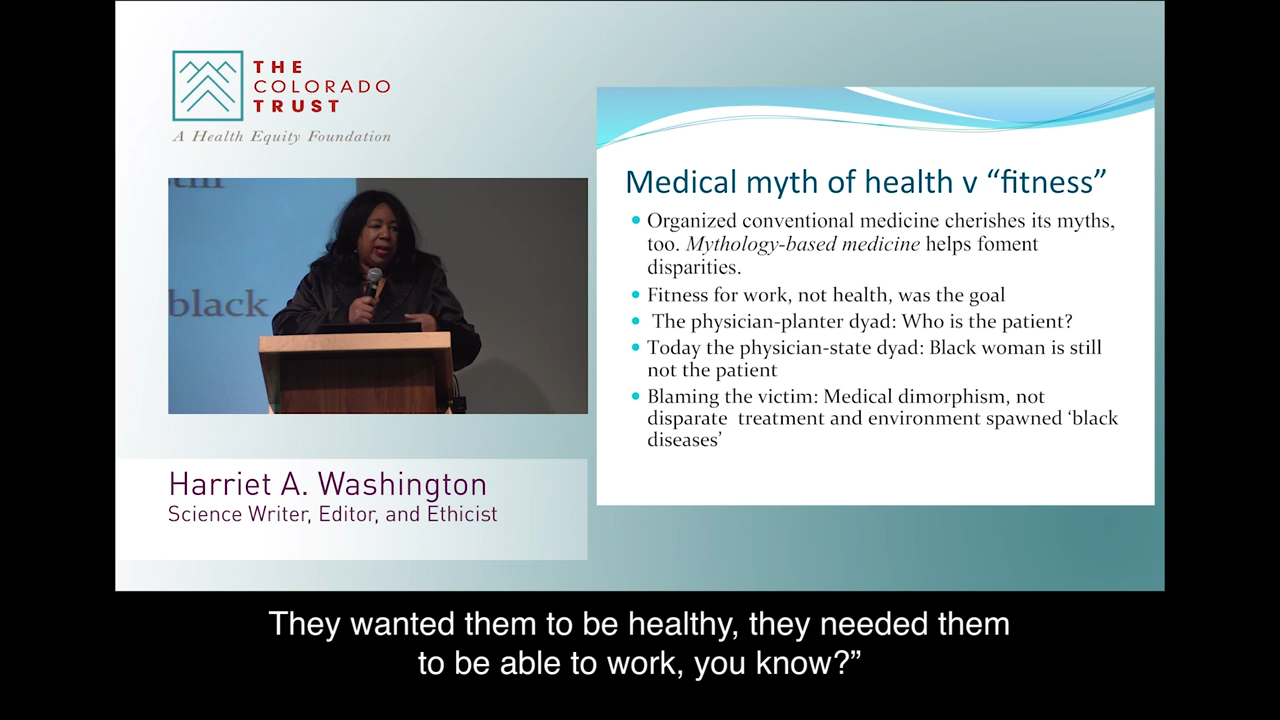 THE
COLORADO
TRUST
A Health Equity Foundation
black
Harriet A. Washington
Science Writer, Editor, and Ethicist
Medical myth of health v “fitness”
• Organized conventional medicine cherishes its myths,
too. Mythology-based medicine helps foment
disparities.
• Fitness for work, not health, was the goal
• The physician-planter dyad: Who is the patient?
• Today the physician-state dyad: Black woman is still
not the patient
• Blaming the victim: Medical dimorphism, not
disparate treatment and environment spawned ‘black
diseases’
They wanted them to be healthy, they needed them
to be able to work, you know?”